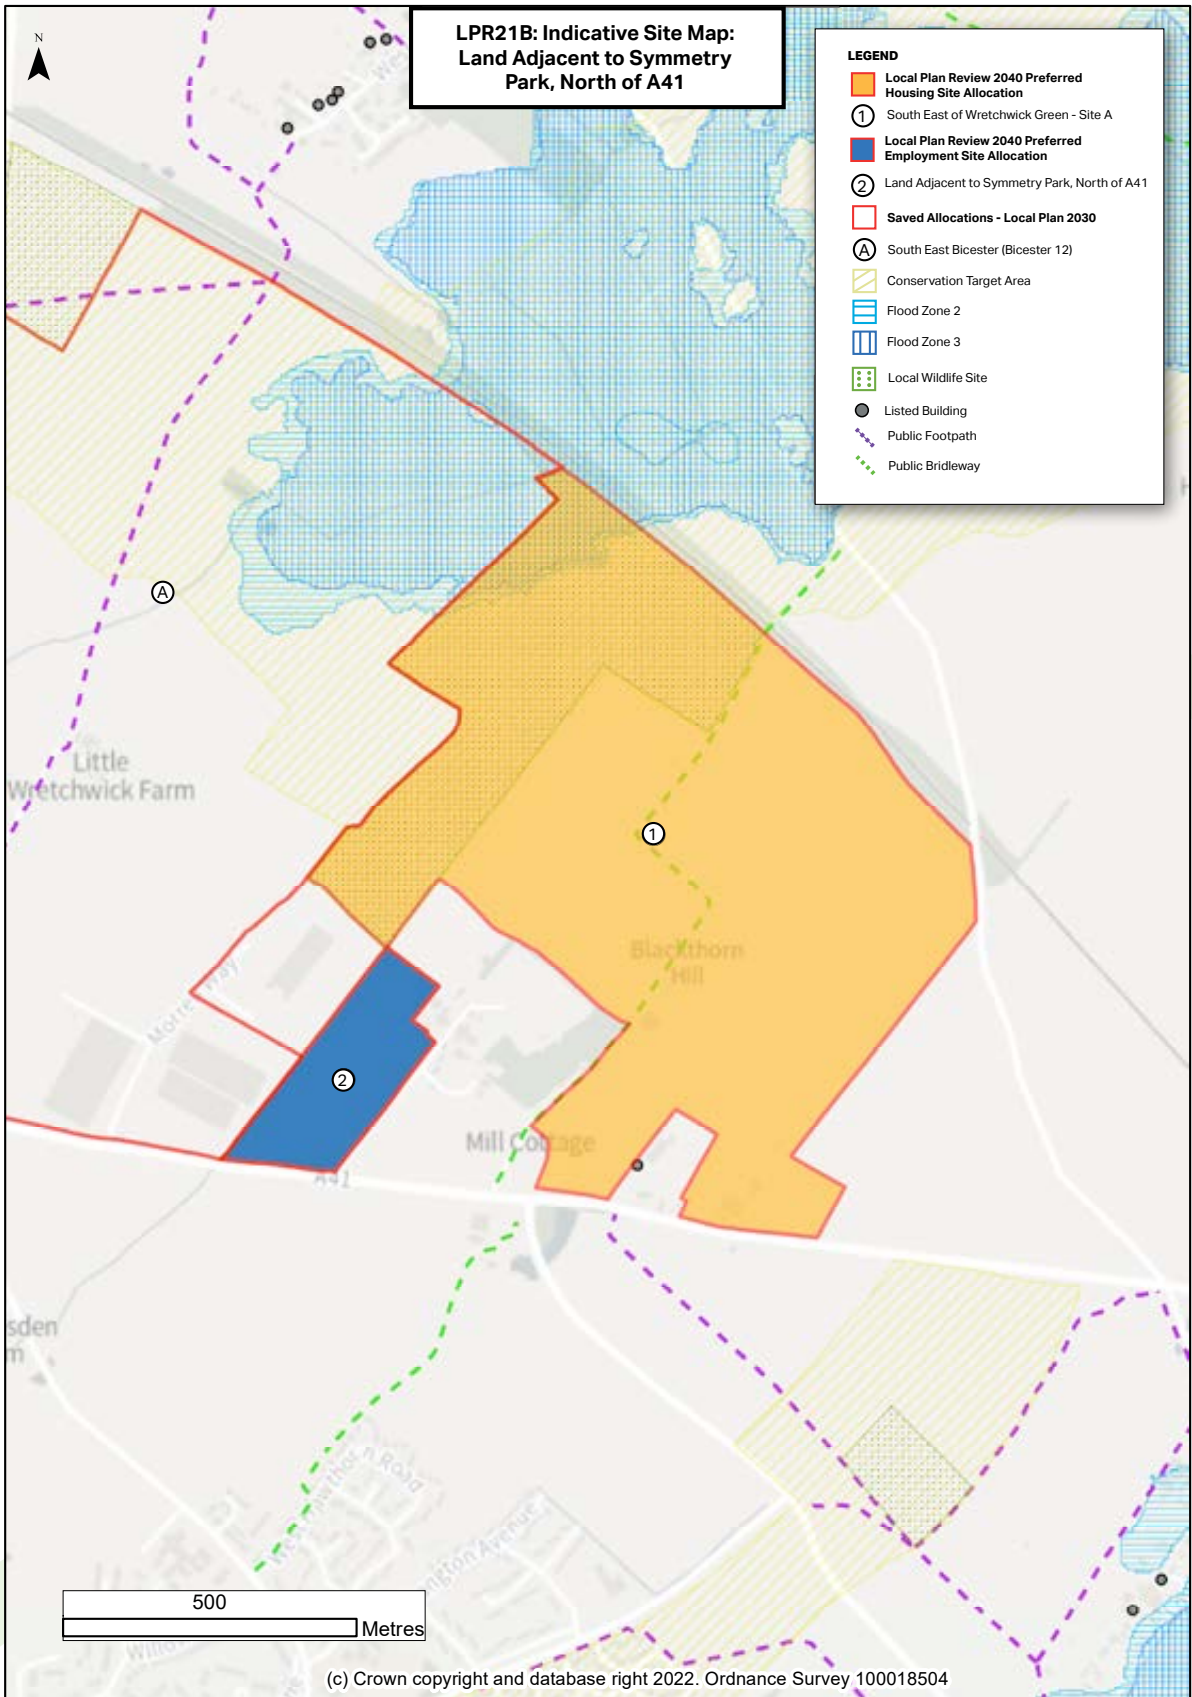 LPR21B: Indicative Site Map:
Land Adjacent to Symmetry
Park, North of A41
N
LEGEND
Local Plan Review 2040 Preferred
Housing Site Allocation
1 South East of Wretchwick Green - Site A
Local Plan Review 2040 Preferred
Employment Site Allocation
2 Land Adjacent to Symmetry Park, North of A41
Saved Allocations - Local Plan 2030
A South East Bicester (Bicester 12)
Conservation Target Area
Flood Zone 2
Flood Zone 3
Local Wildlife Site
Listed Building
Public Footpath
Public Bridleway
A
Little
Wretchwick Farm
1
Blackthorn
Hill
Way
2
Mill Cottage
A41
sden
m
n Road
gton Avenue
500
Metres
(c) Crown copyright and database right 2022. Ordnance Survey 100018504